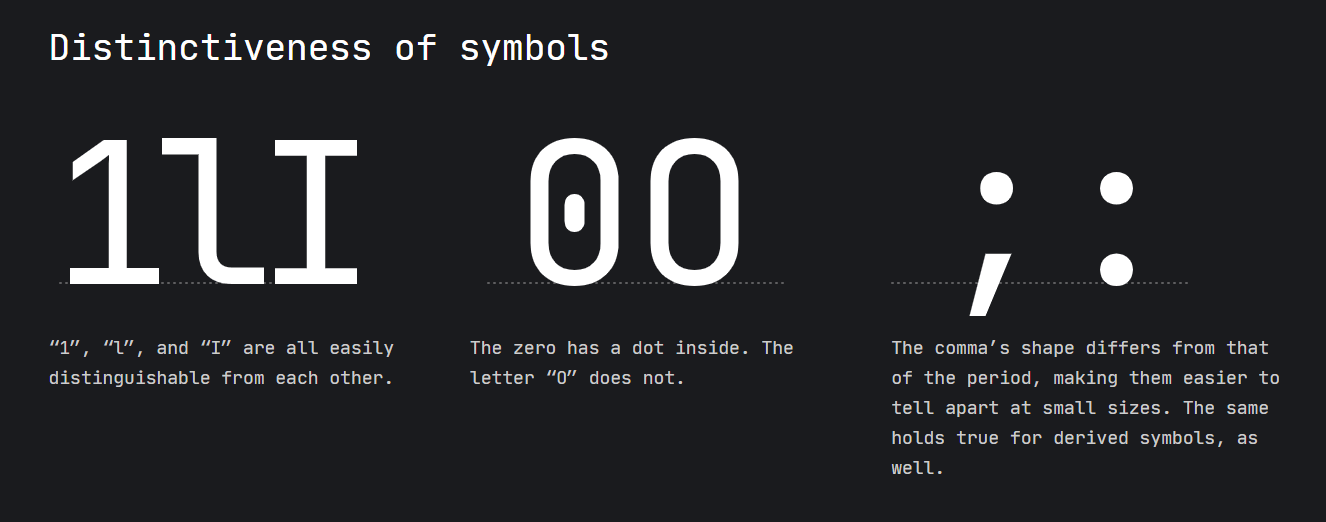 Distinctiveness of symbols
1lI
0O
;:
“1”, “l”, and “I” are all easily
distinguishable from each other.
The zero has a dot inside. The
letter “O” does not.
The comma’s shape differs from that
of the period, making them easier to
tell apart at small sizes. The same
holds true for derived symbols, as
well.